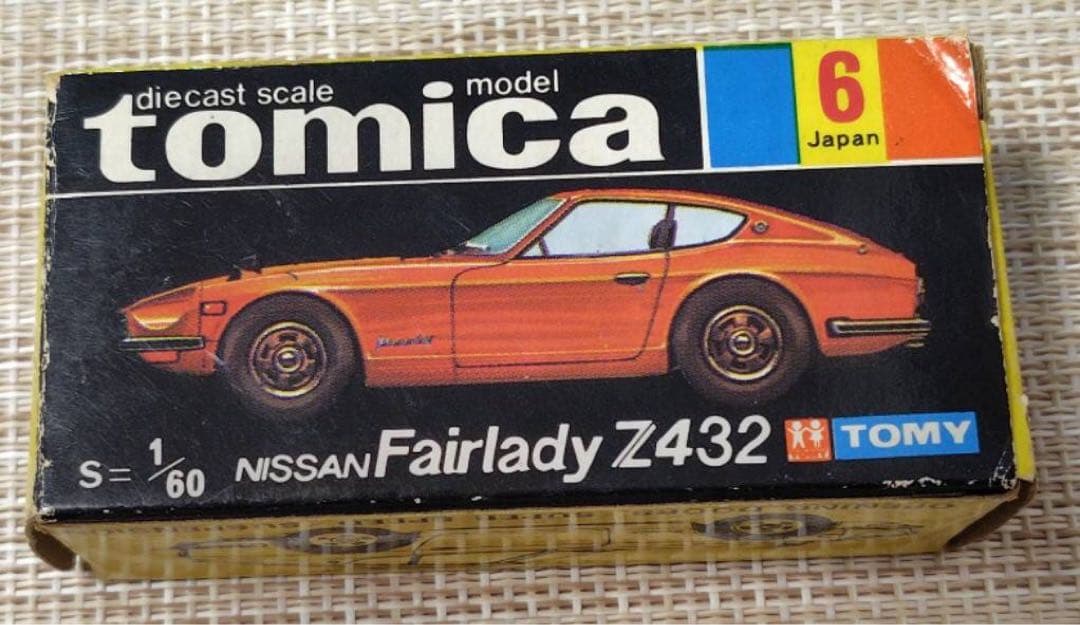 diecast scale model
tomica
6
Japan
S=1/60
NISSAN Fairlady Z432
TOMY